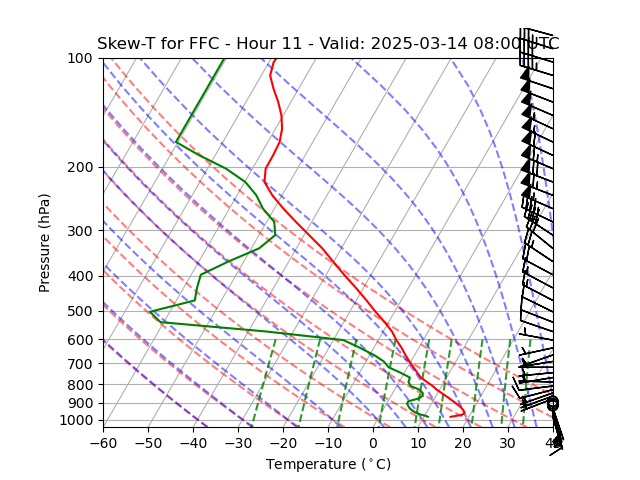 Skew-T for FFC - Hour 11 - Valid: 2025-03-14 08:00 UTC
100
200
300
400
500
600
700
800
900
1000
Pressure (hPa)
−60 −50 −40 −30 −20 −10 0 10 20 30 40
Temperature (°C)